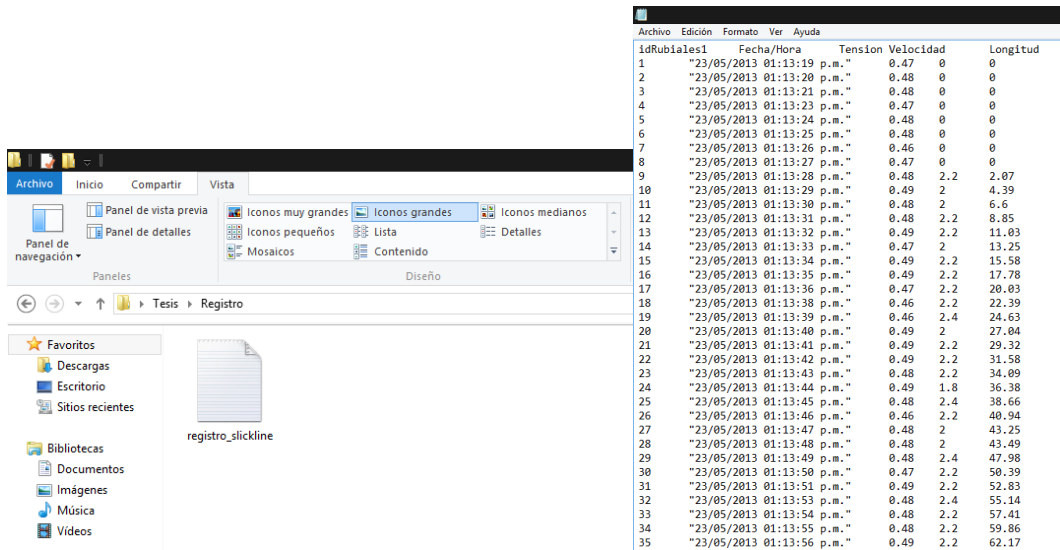 Archivo Inicio Compartir Vista
Panel de navegación
Panel de vista previa
Panel de detalles
Paneles
Iconos muy grandes Iconos grandes Iconos medianos
Iconos pequeños Lista Detalles
Mosaicos Contenido
Diseño
Tesis Registro
Favoritos
Descargas
Escritorio
Sitios recientes
Bibliotecas
Documentos
Imágenes
Música
Vídeos
registro_slickline
Archivo Edición Formato Ver Ayuda
idRubiales1 Fecha/Hora Tension Velocidad Longitud
1 "23/05/2013 01:13:19 p.m." 0.47 0 0
2 "23/05/2013 01:13:20 p.m." 0.48 0 0
3 "23/05/2013 01:13:21 p.m." 0.48 0 0
4 "23/05/2013 01:13:23 p.m." 0.47 0 0
5 "23/05/2013 01:13:24 p.m." 0.48 0 0
6 "23/05/2013 01:13:25 p.m." 0.48 0 0
7 "23/05/2013 01:13:26 p.m." 0.46 0 0
8 "23/05/2013 01:13:27 p.m." 0.47 0 0
9 "23/05/2013 01:13:28 p.m." 0.48 2.2 2.07
10 "23/05/2013 01:13:29 p.m." 0.49 2 4.39
11 "23/05/2013 01:13:30 p.m." 0.48 2 6.6
12 "23/05/2013 01:13:31 p.m." 0.48 2.2 8.85
13 "23/05/2013 01:13:32 p.m." 0.49 2.2 11.03
14 "23/05/2013 01:13:33 p.m." 0.47 2 13.25
15 "23/05/2013 01:13:34 p.m." 0.49 2.2 15.58
16 "23/05/2013 01:13:35 p.m." 0.49 2.2 17.78
17 "23/05/2013 01:13:36 p.m." 0.47 2.2 20.03
18 "23/05/2013 01:13:38 p.m." 0.46 2.2 22.39
19 "23/05/2013 01:13:39 p.m." 0.46 2.4 24.63
20 "23/05/2013 01:13:40 p.m." 0.49 2 27.04
21 "23/05/2013 01:13:41 p.m." 0.49 2.2 29.32
22 "23/05/2013 01:13:42 p.m." 0.49 2.2 31.58
23 "23/05/2013 01:13:43 p.m." 0.48 2.2 34.09
24 "23/05/2013 01:13:44 p.m." 0.49 1.8 36.38
25 "23/05/2013 01:13:45 p.m." 0.48 2.4 38.66
26 "23/05/2013 01:13:46 p.m." 0.46 2.2 40.94
27 "23/05/2013 01:13:47 p.m." 0.48 2 43.25
28 "23/05/2013 01:13:48 p.m." 0.48 2 43.49
29 "23/05/2013 01:13:49 p.m." 0.48 2.4 47.98
30 "23/05/2013 01:13:50 p.m." 0.47 2.2 50.39
31 "23/05/2013 01:13:51 p.m." 0.49 2.2 52.83
32 "23/05/2013 01:13:53 p.m." 0.48 2.4 55.14
33 "23/05/2013 01:13:54 p.m." 0.48 2.2 57.41
34 "23/05/2013 01:13:55 p.m." 0.48 2.2 59.86
35 "23/05/2013 01:13:56 p.m." 0.49 2.2 62.17